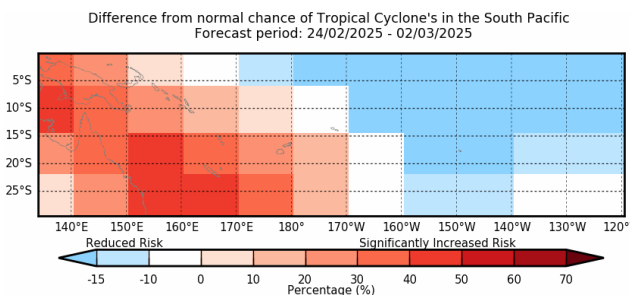 Difference from normal chance of Tropical Cyclone's in the South Pacific
Forecast period: 24/02/2025 - 02/03/2025
5°S
10°S
15°S
20°S
25°S
140°E 150°E 160°E 170°E 180° 170°W 160°W 150°W 140°W 130°W 120°W
Reduced Risk Significantly Increased Risk
-15 -10 0 10 20 30 40 50 60 70
Percentage (%)